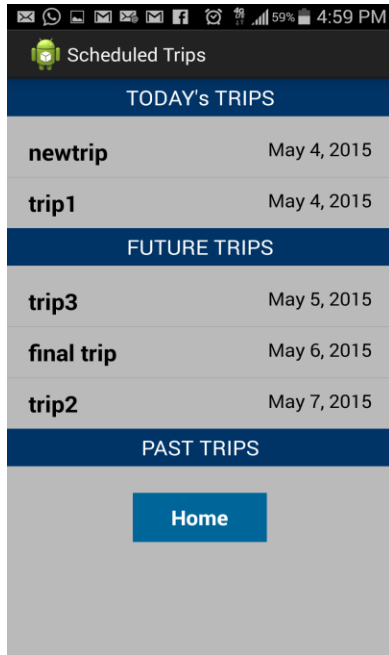 59% 4:59 PM
Scheduled Trips
TODAY's TRIPS
newtrip May 4, 2015
trip1 May 4, 2015
FUTURE TRIPS
trip3 May 5, 2015
final trip May 6, 2015
trip2 May 7, 2015
PAST TRIPS
Home